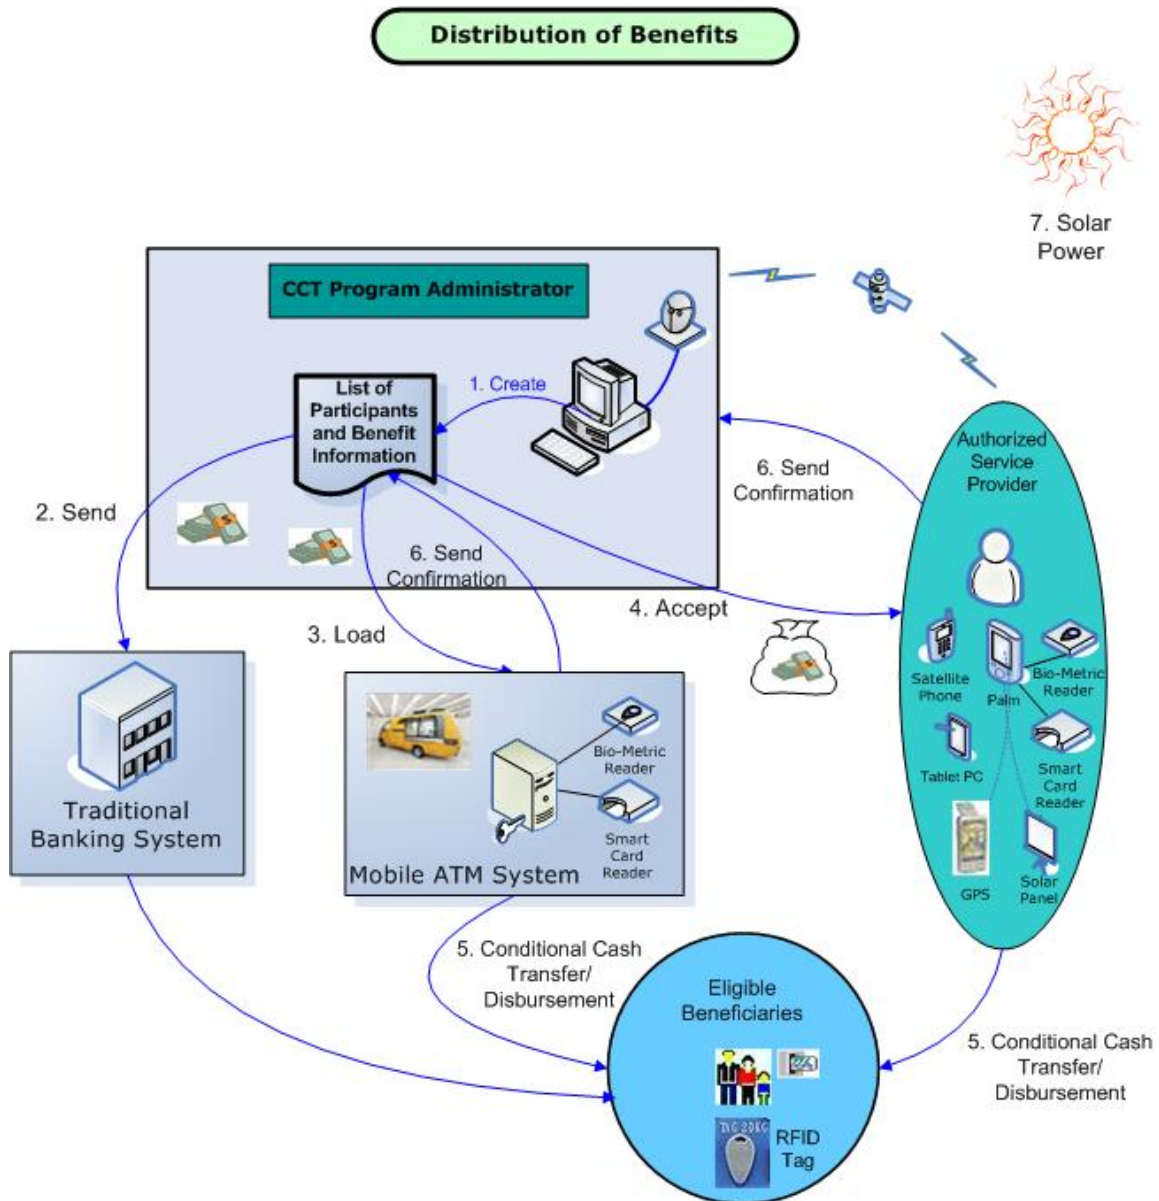 Distribution of Benefits
7. Solar
Power
CCT Program Administrator
List of
Participants
and Benefit
Information
1. Create
2. Send
6. Send
Confirmation
3. Load
4. Accept
6. Send
Confirmation
Authorized
Service
Provider
Satellite
Phone
Palm
Bio-Metric
Reader
Tablet PC
Smart
Card
Reader
GPS
Solar
Panel
Traditional
Banking System
Bio-Metric
Reader
Smart
Card
Reader
Mobile ATM System
5. Conditional Cash
Transfer/
Disbursement
Eligible
Beneficiaries
TAG 20KG
RFID
Tag
5. Conditional Cash
Transfer/
Disbursement